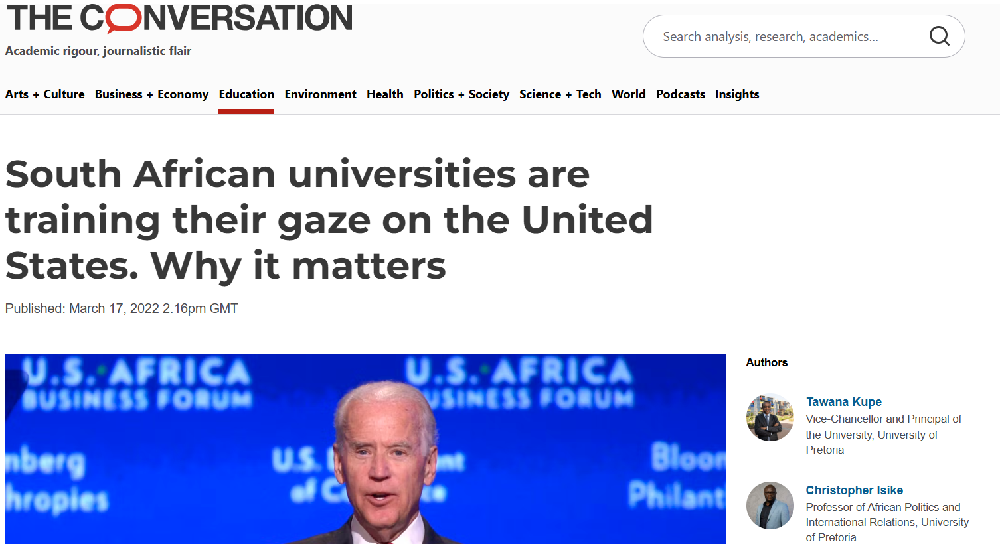 THE CONVERSATION
Academic rigour, journalistic flair
Search analysis, research, academics...
Arts + Culture Business + Economy Education Environment Health Politics + Society Science + Tech World Podcasts Insights
South African universities are
training their gaze on the United
States. Why it matters
Published: March 17, 2022 2.16pm GMT
U.S. AFRICA
BUSINESS FORUM
U.S. AFRICA
BUSINESS FORUM
nberg
hropies
U.S.
nt
of C
ce
Bloom
Philant
Authors
Tawana Kupe
Vice-Chancellor and Principal of
the University, University of
Pretoria
Christopher Isike
Professor of African Politics and
International Relations, University
of Pretoria